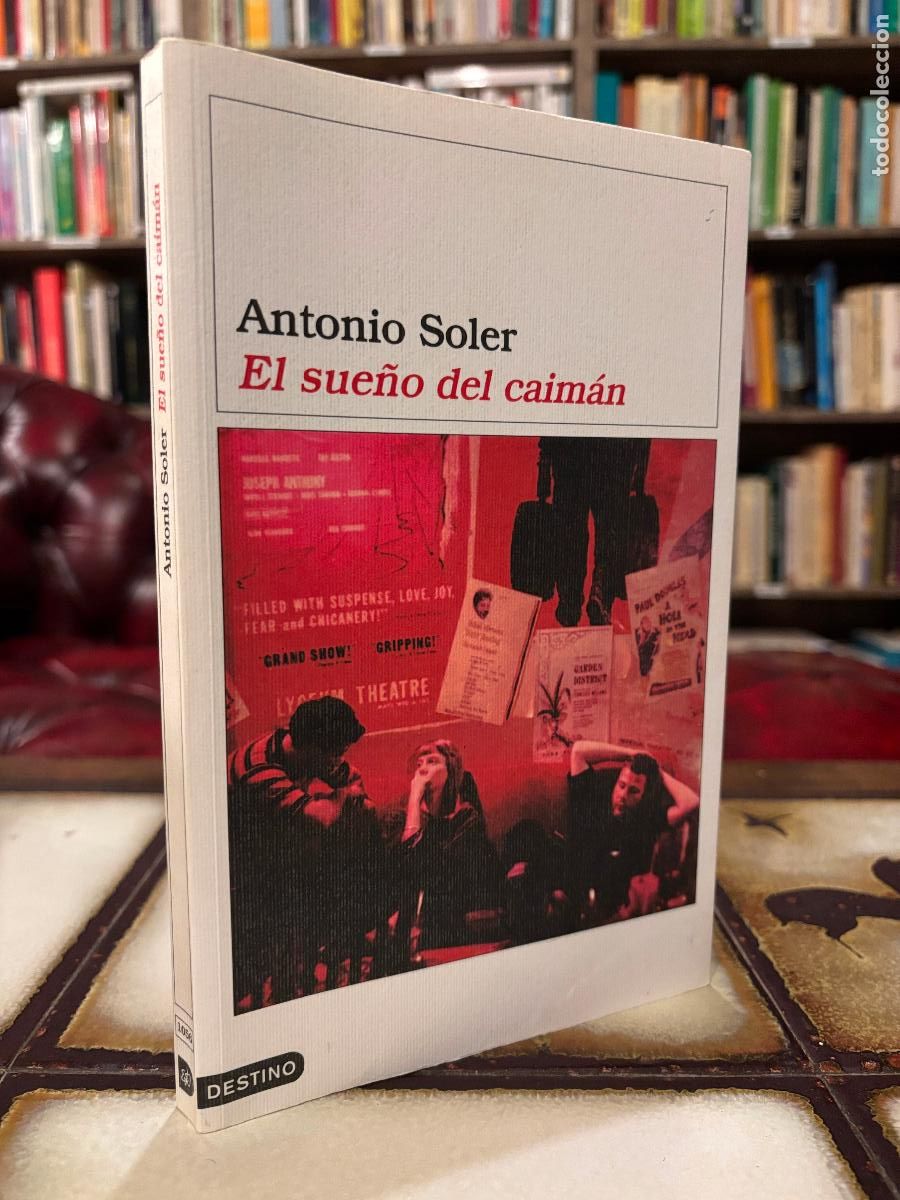 todocoleccion
Antonio Soler El sueño del caimán
1056
Antonio Soler
El sueño del caimán
JOSEPH ANTHONY
"FILLED WITH SUSPENSE, LOVE, JOY,
FEAR and CHICANERY!"
"GRAND SHOW!" "GRIPPING!"
LYCEUM THEATRE
GARDEN
DISTRICT
PAUL DOUGLAS
A
HOLE
IN THE
HEAD
DESTINO